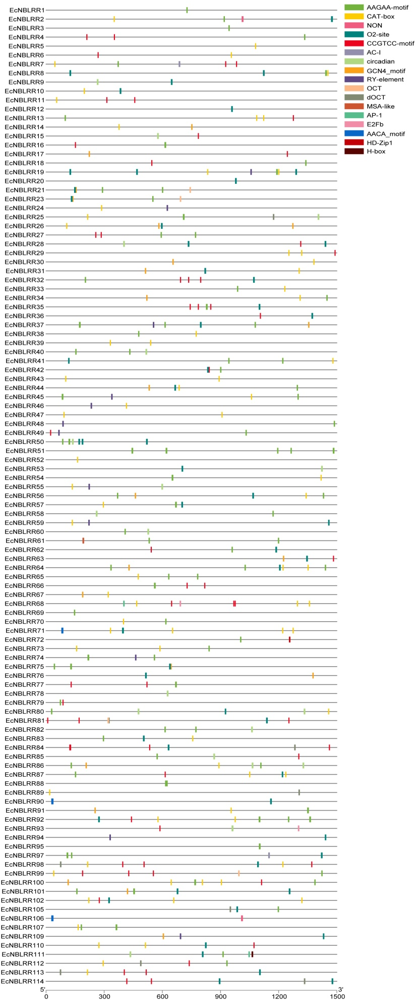 EcNBLRR1
EcNBLRR2
EcNBLRR3
EcNBLRR4
EcNBLRR5
EcNBLRR6
EcNBLRR7
EcNBLRR8
EcNBLRR9
EcNBLRR10
EcNBLRR11
EcNBLRR12
EcNBLRR13
EcNBLRR14
EcNBLRR15
EcNBLRR16
EcNBLRR17
EcNBLRR18
EcNBLRR19
EcNBLRR20
EcNBLRR21
EcNBLRR23
EcNBLRR24
EcNBLRR25
EcNBLRR26
EcNBLRR27
EcNBLRR28
EcNBLRR29
EcNBLRR30
EcNBLRR31
EcNBLRR32
EcNBLRR33
EcNBLRR34
EcNBLRR35
EcNBLRR36
EcNBLRR37
EcNBLRR38
EcNBLRR39
EcNBLRR40
EcNBLRR41
EcNBLRR42
EcNBLRR43
EcNBLRR44
EcNBLRR45
EcNBLRR46
EcNBLRR47
EcNBLRR48
EcNBLRR49
EcNBLRR50
EcNBLRR51
EcNBLRR52
EcNBLRR53
EcNBLRR54
EcNBLRR55
EcNBLRR56
EcNBLRR57
EcNBLRR58
EcNBLRR59
EcNBLRR60
EcNBLRR61
EcNBLRR62
EcNBLRR63
EcNBLRR64
EcNBLRR65
EcNBLRR66
EcNBLRR67
EcNBLRR68
EcNBLRR69
EcNBLRR70
EcNBLRR71
EcNBLRR72
EcNBLRR73
EcNBLRR74
EcNBLRR75
EcNBLRR76
EcNBLRR77
EcNBLRR78
EcNBLRR79
EcNBLRR80
EcNBLRR81
EcNBLRR82
EcNBLRR83
EcNBLRR84
EcNBLRR85
EcNBLRR86
EcNBLRR87
EcNBLRR88
EcNBLRR89
EcNBLRR90
EcNBLRR91
EcNBLRR92
EcNBLRR93
EcNBLRR94
EcNBLRR95
EcNBLRR97
EcNBLRR98
EcNBLRR99
EcNBLRR100
EcNBLRR101
EcNBLRR102
EcNBLRR105
EcNBLRR106
EcNBLRR107
EcNBLRR109
EcNBLRR110
EcNBLRR111
EcNBLRR112
EcNBLRR113
EcNBLRR114
5' 3'
0 300 600 900 1200 1500
AAGAA-motif
CAT-box
NON
O2-site
CCGTCC-motif
AC-I
circadian
GCN4_motif
RY-element
OCT
dOCT
MSA-like
AP-1
E2Fb
AACA_motif
HD-Zip1
H-box